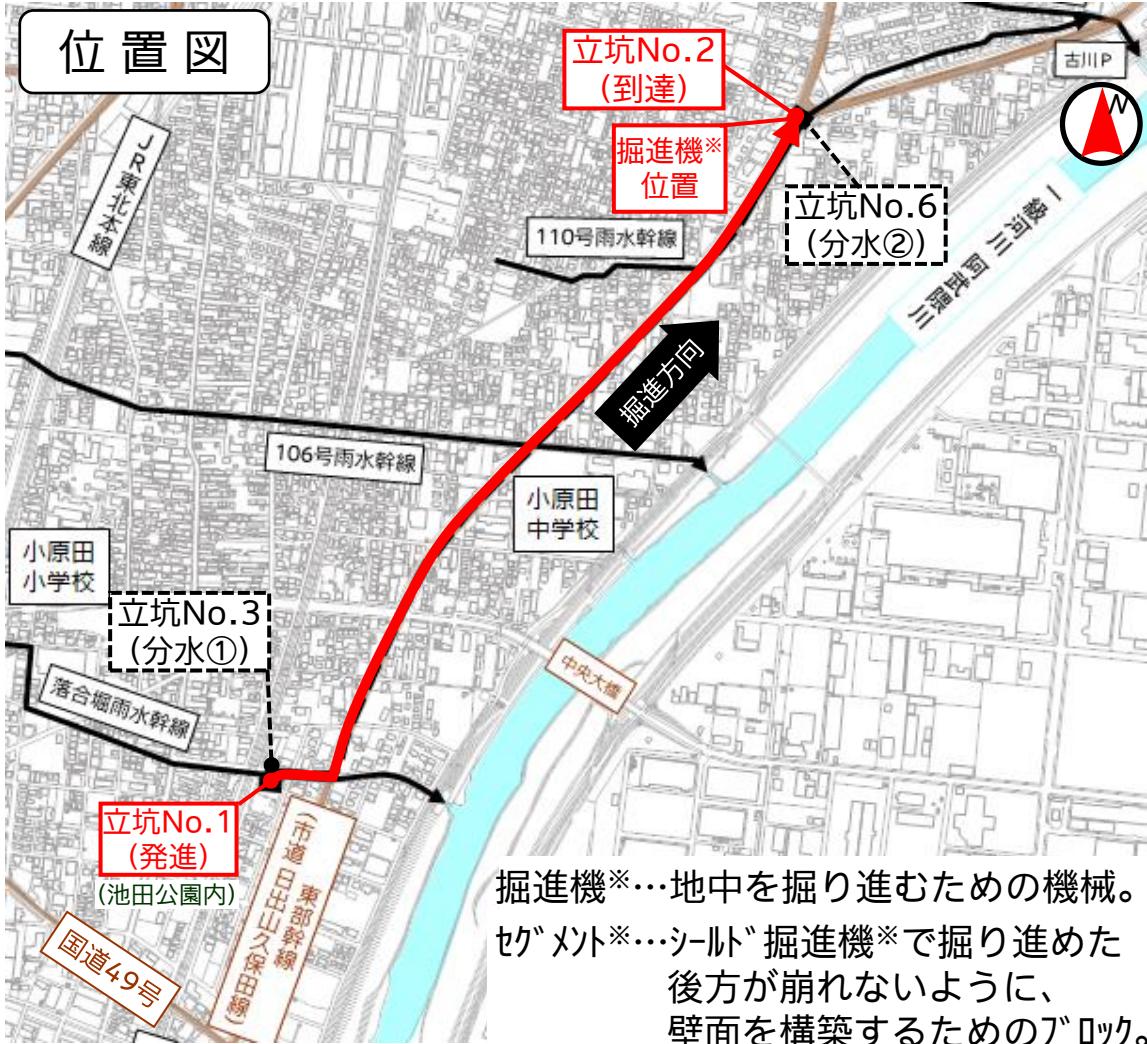 位置図
立坑No.2
(到達)
掘進機※
位置
古川P
N
JR東北本線
立坑No.6
(分水②)
110号雨水幹線
一級河川 阿武隈川
掘進方向
106号雨水幹線
小原田
中学校
小原田
小学校
立坑No.3
(分水①)
中央大橋
落合堀雨水幹線
立坑No.1
(発進)
(池田公園内)
東部幹線
(市道 日出山久保田線)
国道49号
掘進機※…地中を掘り進むための機械。
セグメント※…シールド掘進機※で掘り進めた
後方が崩れないように、
壁面を構築するためのブロック。